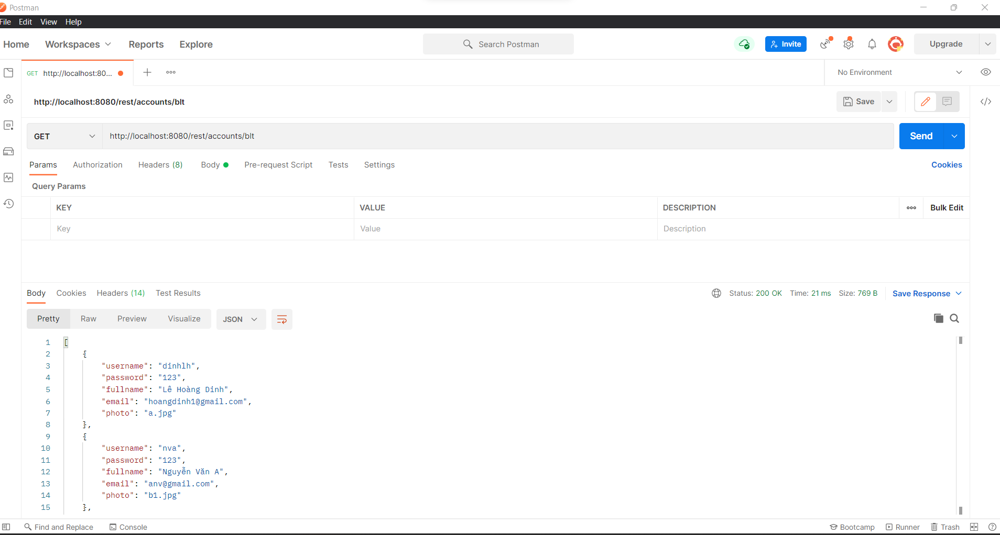 Postman
File Edit View Help
Home Workspaces Reports Explore Search Postman Invite Upgrade
GET http://localhost:80... No Environment
http://localhost:8080/rest/accounts/blt Save
GET http://localhost:8080/rest/accounts/blt Send
Params Authorization Headers (8) Body Pre-request Script Tests Settings Cookies
Query Params
KEY VALUE DESCRIPTION Bulk Edit
Key Value Description
Body Cookies Headers (14) Test Results Status: 200 OK Time: 21 ms Size: 769 B Save Response
Pretty Raw Preview Visualize JSON
1 [
2 {
3 "username": "dinhlh",
4 "password": "123",
5 "fullname": "Lê Hoàng Dinh",
6 "email": "hoangdinh1@gmail.com",
7 "photo": "a.jpg"
8 },
9 {
10 "username": "nva",
11 "password": "123",
12 "fullname": "Nguyễn Văn A",
13 "email": "anv@gmail.com",
14 "photo": "b1.jpg"
15 },
Find and Replace Console Bootcamp Runner Trash